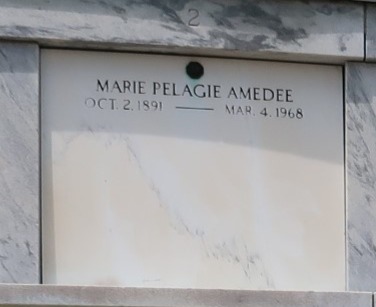 2
MARIE PELAGIE AMEDEE
OCT. 2, 1891 — MAR. 4, 1968